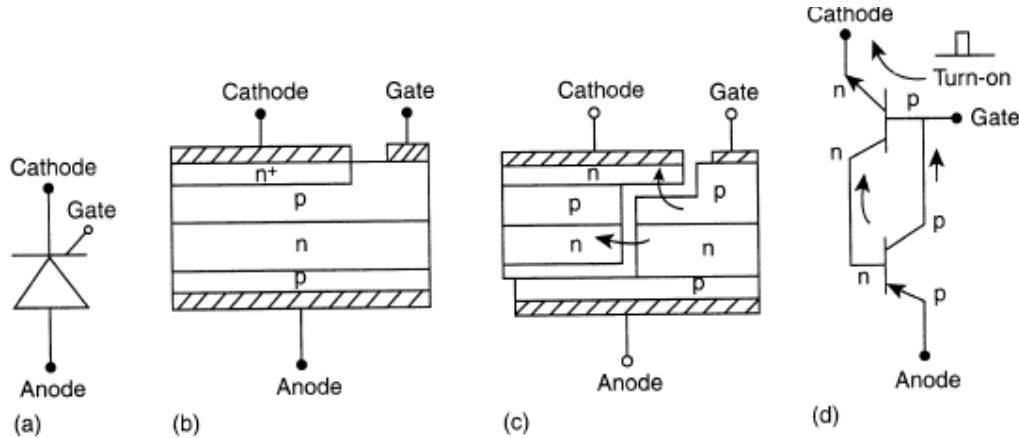 Cathode
Gate
Anode
(a)
Cathode
Gate
n+
p
n
p
Anode
(b)
Cathode
Gate
n
p
p
n
n
p
Anode
(c)
Cathode
Turn-on
n
p
Gate
n
p
n
p
Anode
(d)